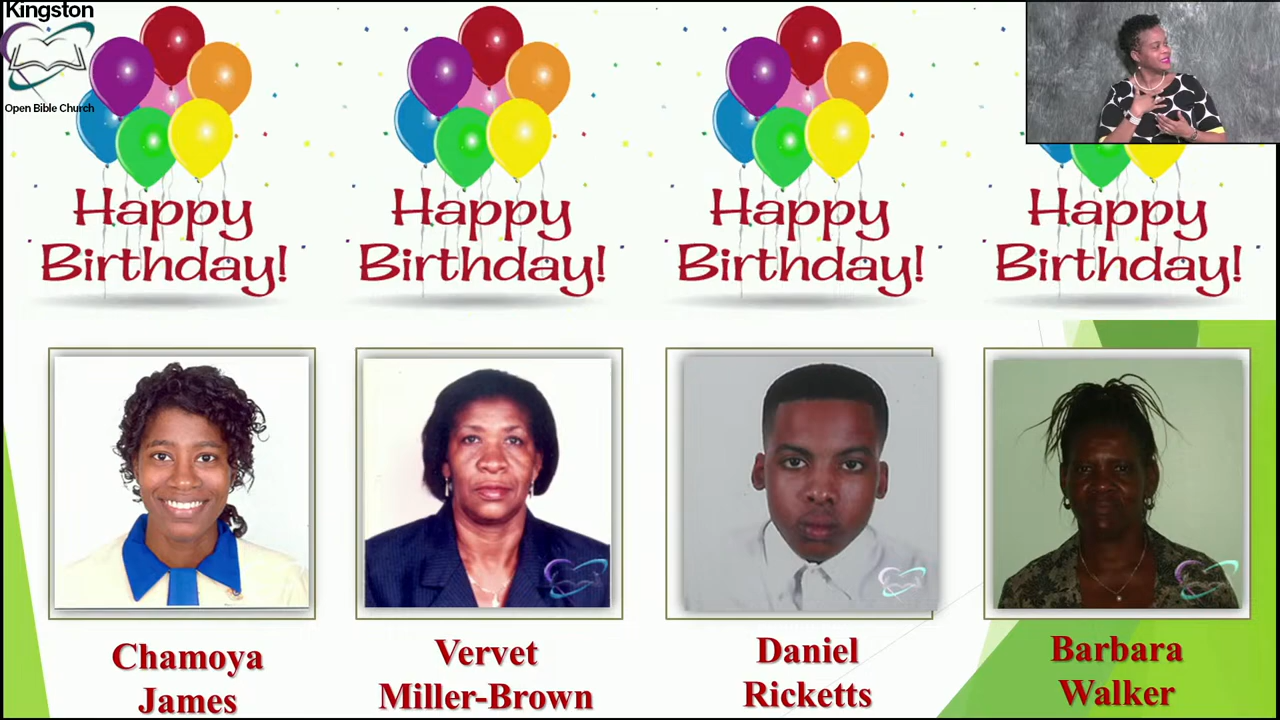 Kingston
Open Bible Church
Happy
Birthday!
Happy
Birthday!
Happy
Birthday!
Happy
Birthday!
Chamoya
James
Vervet
Miller-Brown
Daniel
Ricketts
Barbara
Walker